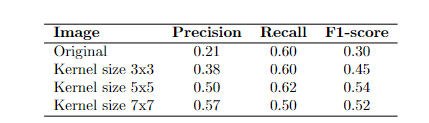 Image Precision Recall F1-score
Original 0.21 0.60 0.30
Kernel size 3x3 0.38 0.60 0.45
Kernel size 5x5 0.50 0.62 0.54
Kernel size 7x7 0.57 0.50 0.52